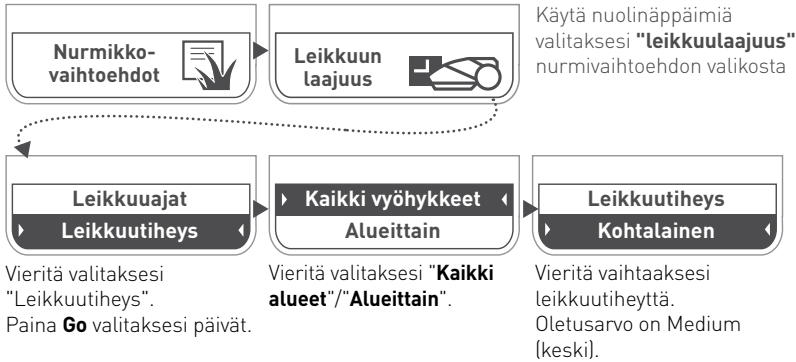 Nurmikko-
vaihtoehdot
Leikkuun
laajuus
Käytä nuolinäppäimiä
valitaksesi "leikkuulaajuus"
nurmivaihtoehdon valikosta
Leikkuuajat
Leikkuutiheys
Vieritä valitaksesi
"Leikkuutiheys".
Paina Go valitaksesi päivät.
Kaikki vyöhykkeet
Alueittain
Vieritä valitaksesi "Kaikki
alueet"/"Alueittain".
Leikkuutiheys
Kohtalainen
Vieritä vaihtaaksesi
leikkuutiheyttä.
Oletusarvo on Medium
(keski).